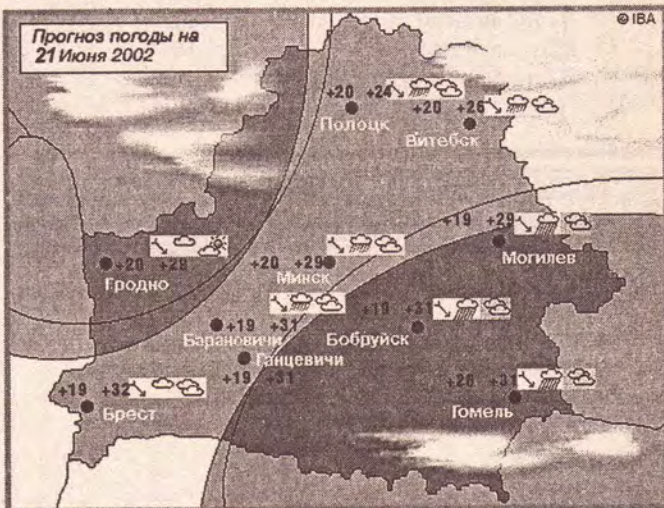 Прогноз погоды на
21 Июня 2002
© IBA
+20 +24
Полоцк
+20 +26
Витебск
+19 +29
Могилев
+20 +28
Гродно
+20 +29
Минск
+19 +31
Барановичи
+19 +31
Бобруйск
Ганцевичи
+19 +31
+19 +32
Брест
+31
Гомель